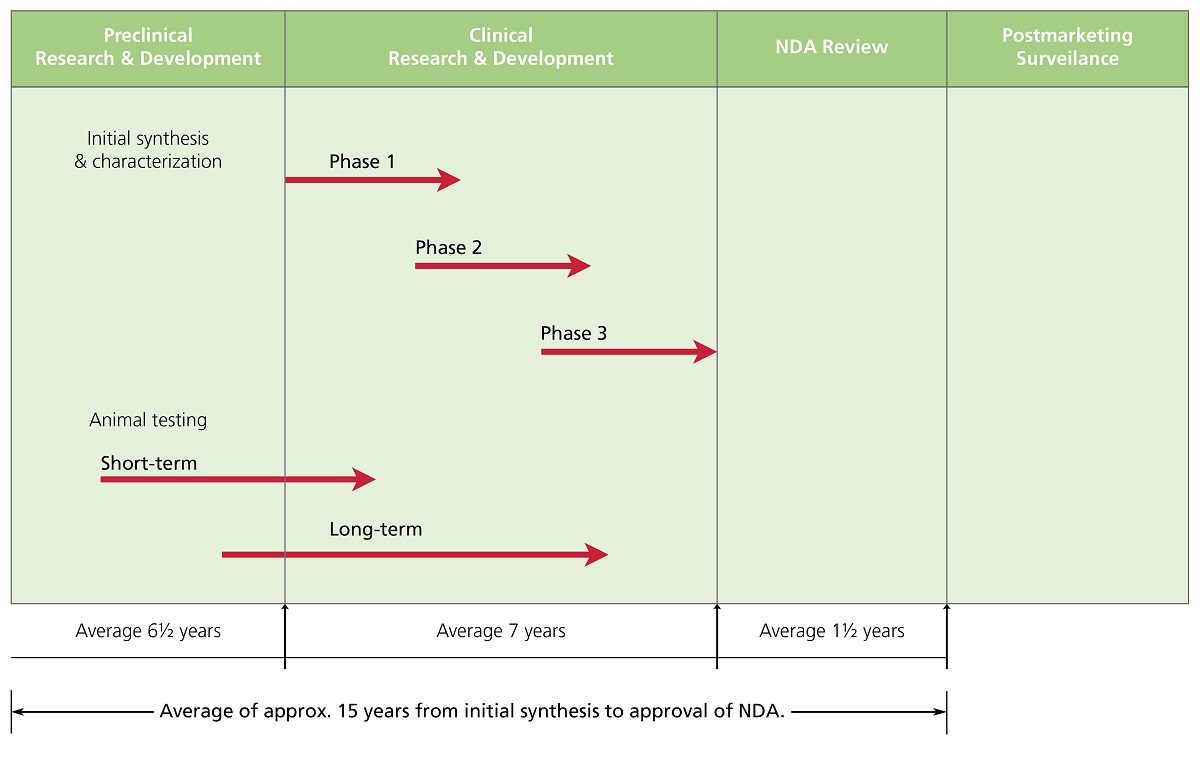 Preclinical
Research & Development
Clinical
Research & Development
NDA Review
Postmarketing
Surveilance
Initial synthesis
& characterization
Phase 1
Phase 2
Phase 3
Animal testing
Short-term
Long-term
Average 6½ years
Average 7 years
Average 1½ years
Average of approx. 15 years from initial synthesis to approval of NDA.